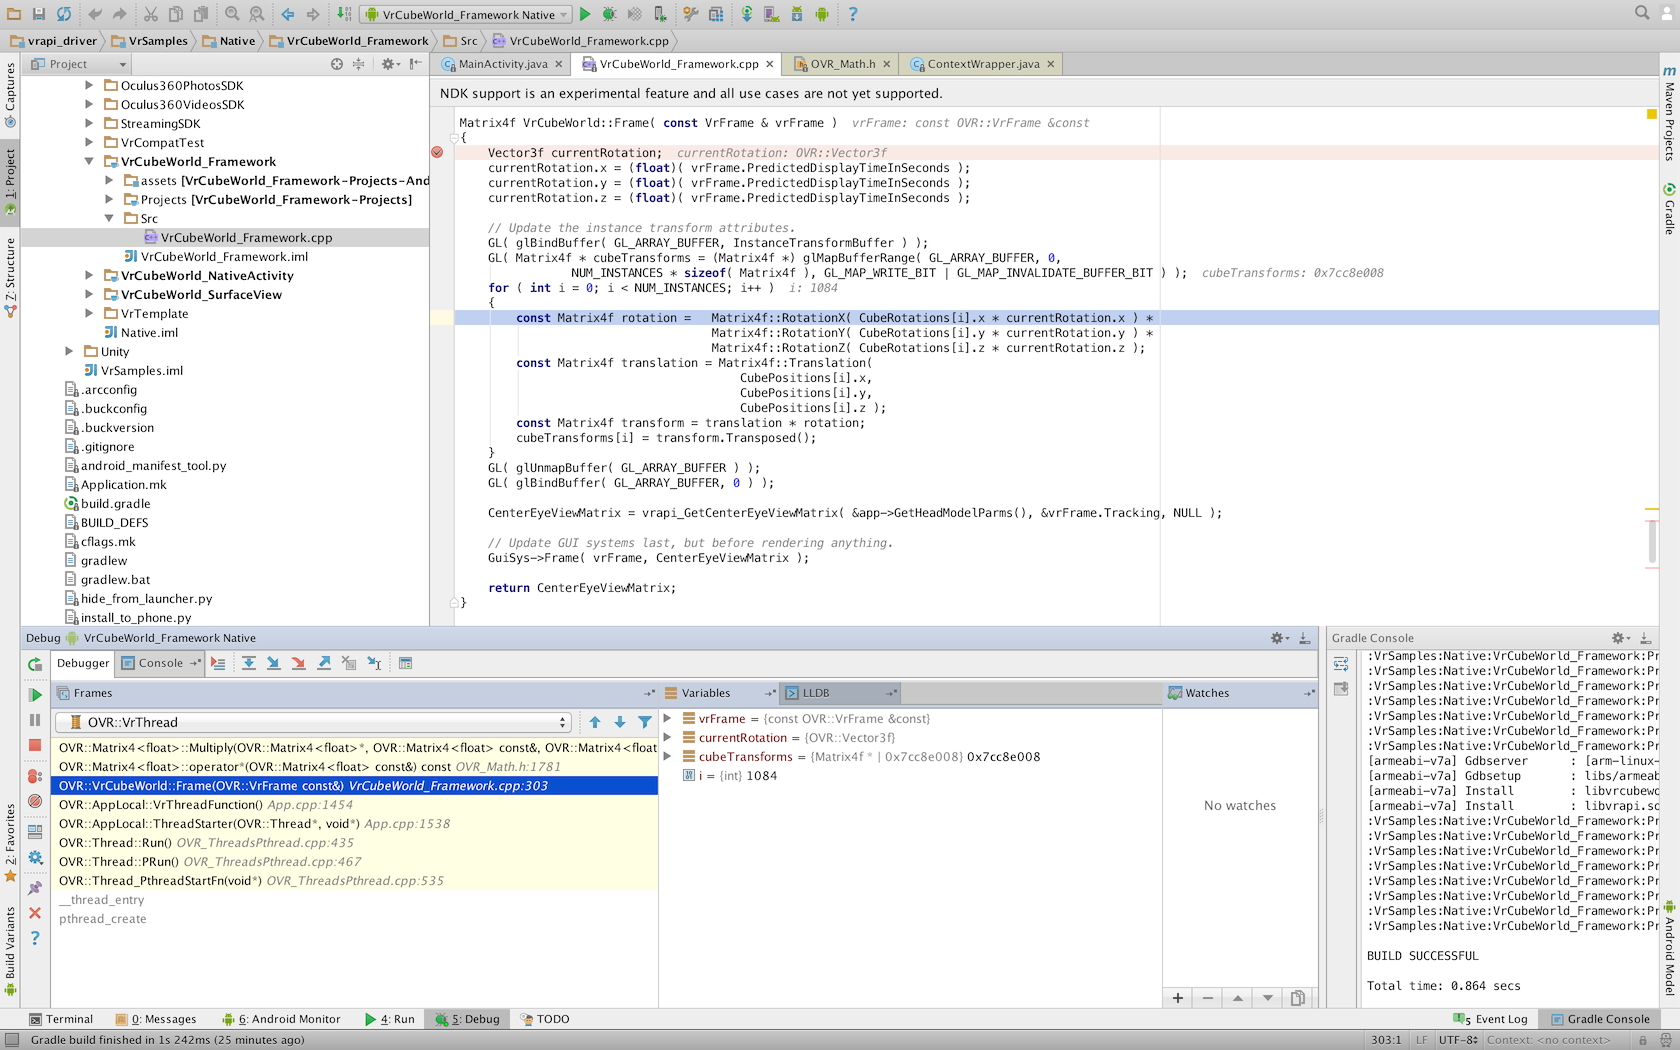 VrCubeWorld_Framework Native
vrapi_driver VrSamples Native VrCubeWorld_Framework Src VrCubeWorld_Framework.cpp
Project
MainActivity.java VrCubeWorld_Framework.cpp OVR_Math.h ContextWrapper.java
NDK support is an experimental feature and all use cases are not yet supported.
Captures
1: Project
Z: Structure
2: Favorites
Build Variants
Oculus360PhotosSDK
Oculus360VideosSDK
StreamingSDK
VrCompatTest
VrCubeWorld_Framework
assets [VrCubeWorld_Framework-Projects-And
Projects [VrCubeWorld_Framework-Projects]
Src
VrCubeWorld_Framework.cpp
VrCubeWorld_Framework.iml
VrCubeWorld_NativeActivity
VrCubeWorld_SurfaceView
VrTemplate
Native.iml
Unity
VrSamples.iml
.arcconfig
.buckconfig
.buckversion
.gitignore
android_manifest_tool.py
Application.mk
build.gradle
BUILD_DEFS
cflags.mk
gradlew
gradlew.bat
hide_from_launcher.py
install_to_phone.py
Matrix4f VrCubeWorld::Frame( const VrFrame & vrFrame )  vrFrame: const OVR::VrFrame &const
{
Vector3f currentRotation;  currentRotation: OVR::Vector3f
currentRotation.x = (float)( vrFrame.PredictedDisplayTimeInSeconds );
currentRotation.y = (float)( vrFrame.PredictedDisplayTimeInSeconds );
currentRotation.z = (float)( vrFrame.PredictedDisplayTimeInSeconds );
// Update the instance transform attributes.
GL( glBindBuffer( GL_ARRAY_BUFFER, InstanceTransformBuffer ) );
GL( Matrix4f * cubeTransforms = (Matrix4f *) glMapBufferRange( GL_ARRAY_BUFFER, 0,
NUM_INSTANCES * sizeof( Matrix4f ), GL_MAP_WRITE_BIT | GL_MAP_INVALIDATE_BUFFER_BIT ) );  cubeTransforms: 0x7cc8e008
for ( int i = 0; i < NUM_INSTANCES; i++ )  i: 1084
{
const Matrix4f rotation =   Matrix4f::RotationX( CubeRotations[i].x * currentRotation.x ) *
Matrix4f::RotationY( CubeRotations[i].y * currentRotation.y ) *
Matrix4f::RotationZ( CubeRotations[i].z * currentRotation.z );
const Matrix4f translation = Matrix4f::Translation(
CubePositions[i].x,
CubePositions[i].y,
CubePositions[i].z );
const Matrix4f transform = translation * rotation;
cubeTransforms[i] = transform.Transposed();
}
GL( glUnmapBuffer( GL_ARRAY_BUFFER ) );
GL( glBindBuffer( GL_ARRAY_BUFFER, 0 ) );
CenterEyeViewMatrix = vrapi_GetCenterEyeViewMatrix( &app->GetHeadModelParms(), &vrFrame.Tracking, NULL );
// Update GUI systems last, but before rendering anything.
GuiSys->Frame( vrFrame, CenterEyeViewMatrix );
return CenterEyeViewMatrix;
}
Maven Projects
Gradle
Android Model
Debug VrCubeWorld_Framework Native
Debugger Console
Frames
OVR::VrThread
OVR::Matrix4<float>::Multiply(OVR::Matrix4<float>*, OVR::Matrix4<float> const&, OVR::Matrix4<float
OVR::Matrix4<float>::operator*(OVR::Matrix4<float> const&) const OVR_Math.h:1781
OVR::VrCubeWorld::Frame(OVR::VrFrame const&) VrCubeWorld_Framework.cpp:303
OVR::AppLocal::VrThreadFunction() App.cpp:1454
OVR::AppLocal::ThreadStarter(OVR::Thread*, void*) App.cpp:1538
OVR::Thread::Run() OVR_ThreadsPthread.cpp:435
OVR::Thread::PRun() OVR_ThreadsPthread.cpp:467
OVR::Thread_PthreadStartFn(void*) OVR_ThreadsPthread.cpp:535
__thread_entry
pthread_create
Variables LLDB
vrFrame = {const OVR::VrFrame &const}
currentRotation = {OVR::Vector3f}
cubeTransforms = {Matrix4f * | 0x7cc8e008} 0x7cc8e008
i = {int} 1084
Watches
No watches
Gradle Console
:VrSamples:Native:VrCubeWorld_Framework:Pr
:VrSamples:Native:VrCubeWorld_Framework:Pr
:VrSamples:Native:VrCubeWorld_Framework:Pr
:VrSamples:Native:VrCubeWorld_Framework:Pr
:VrSamples:Native:VrCubeWorld_Framework:Pr
:VrSamples:Native:VrCubeWorld_Framework:Pr
:VrSamples:Native:VrCubeWorld_Framework:Pr
[armeabi-v7a] Gdbserver : [arm-linux-
[armeabi-v7a] Gdbsetup : libs/armeab
[armeabi-v7a] Install : libvrcubewo
[armeabi-v7a] Install : libvrapi.so
:VrSamples:Native:VrCubeWorld_Framework:Pr
:VrSamples:Native:VrCubeWorld_Framework:Pr
:VrSamples:Native:VrCubeWorld_Framework:Pr
:VrSamples:Native:VrCubeWorld_Framework:Pr
:VrSamples:Native:VrCubeWorld_Framework:Pr
:VrSamples:Native:VrCubeWorld_Framework:Pr
:VrSamples:Native:VrCubeWorld_Framework:Pr
:VrSamples:Native:VrCubeWorld_Framework:Pr
BUILD SUCCESSFUL
Total time: 0.864 secs
Terminal 0: Messages 6: Android Monitor 4: Run 5: Debug TODO 5 Event Log Gradle Console
Gradle build finished in 1s 242ms (25 minutes ago) 303:1 LF UTF-8 Context: <no context>